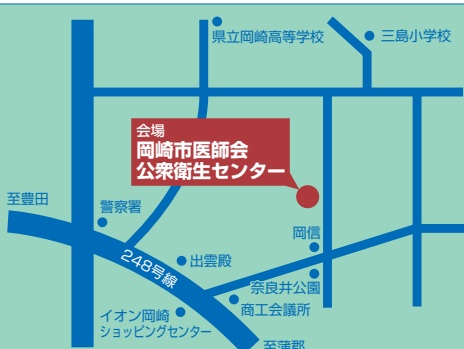 県立岡崎高等学校
三島小学校
会場
岡崎市医師会
公衆衛生センター
至豊田
警察署
岡信
248号線
出雲殿
奈良井公園
商工会議所
イオン岡崎
ショッピングセンター
至蒲郡